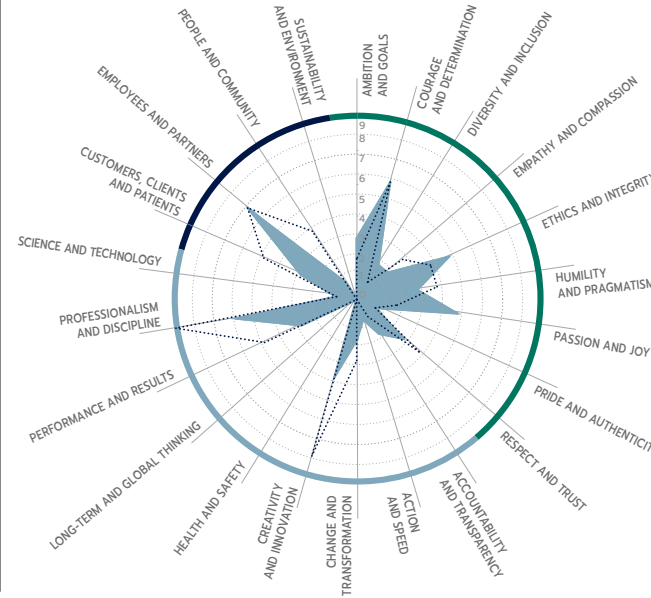 AMBITION
AND GOALS
COURAGE
AND DETERMINATION
DIVERSITY AND INCLUSION
EMPATHY AND COMPASSION
ETHICS AND INTEGRITY
HUMILITY
AND PRAGMATISM
PASSION AND JOY
PRIDE AND AUTHENTICIT
RESPECT AND TRUST
ACCOUNTABILITY
AND TRANSPARENCY
ACTION
AND SPEED
CHANGE AND
TRANSFORMATION
CREATIVITY
AND INNOVATION
HEALTH AND SAFETY
LONG-TERM AND GLOBAL THINKING
PERFORMANCE AND RESULTS
PROFESSIONALISM
AND DISCIPLINE
SCIENCE AND TECHNOLOGY
CUSTOMERS, CLIENTS
AND PATIENTS
EMPLOYEES AND PARTNERS
PEOPLE AND COMMUNITY
SUSTAINABILITY
AND ENVIRONMENT
9
8
7
6
5
4